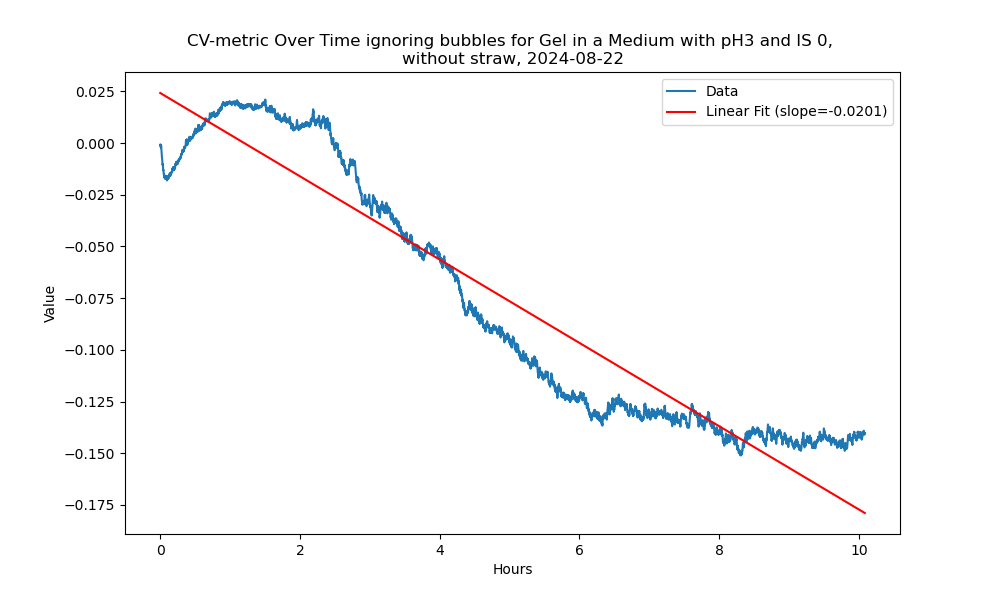 CV-metric Over Time ignoring bubbles for Gel in a Medium with pH3 and IS 0,
without straw, 2024-08-22
Data
Linear Fit (slope=-0.0201)
Value
0.025
0.000
−0.025
−0.050
−0.075
−0.100
−0.125
−0.150
−0.175
0 2 4 6 8 10
Hours